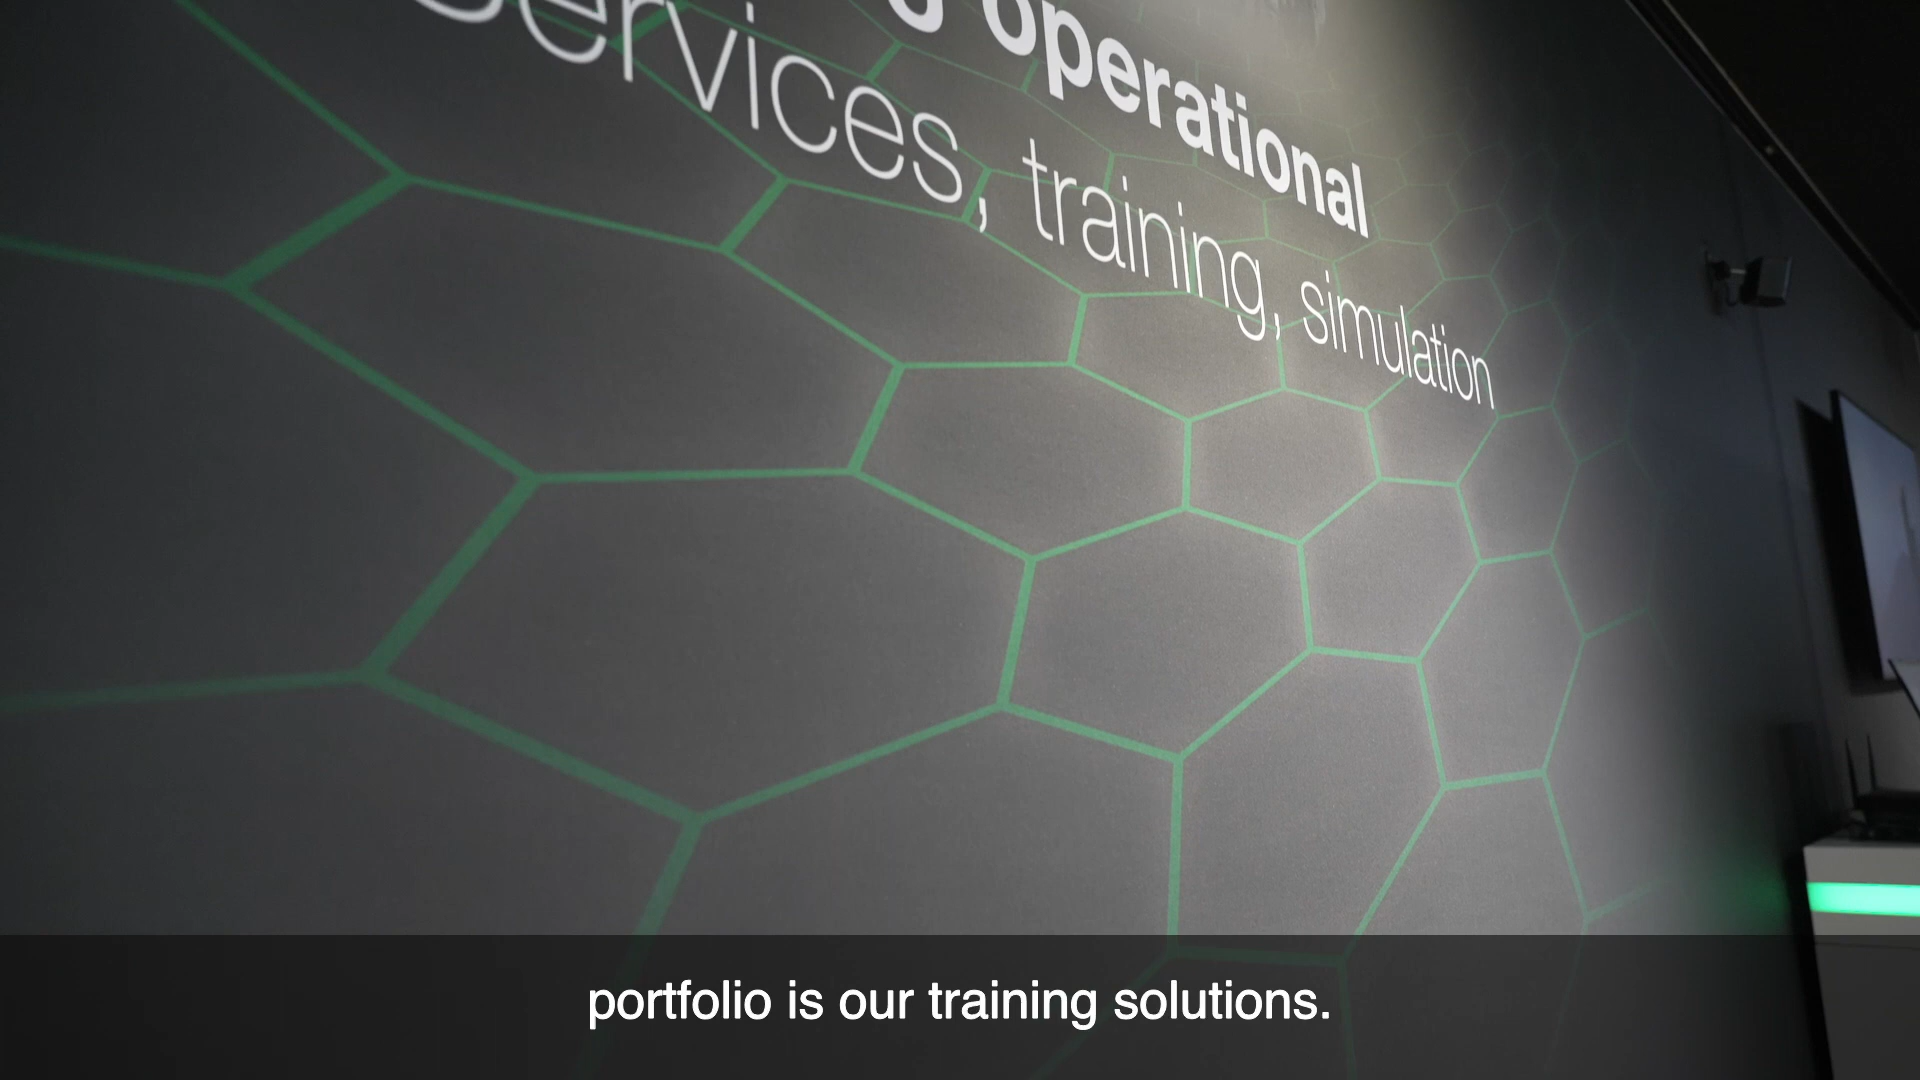 operational
services, training, simulation
portfolio is our training solutions.